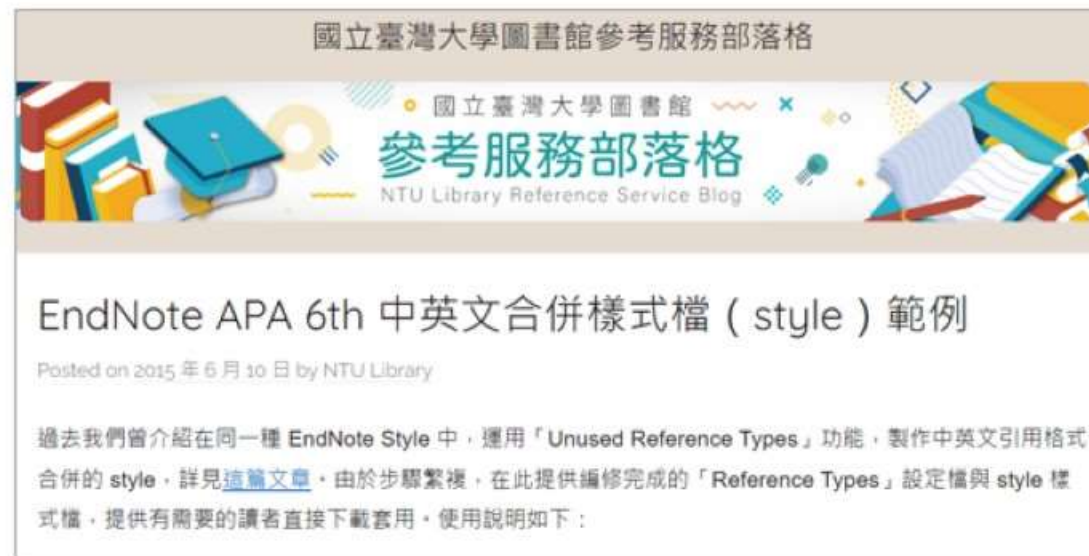 國立臺灣大學圖書館參考服務部落格
國立臺灣大學圖書館
參考服務部落格
NTU Library Reference Service Blog
EndNote APA 6th 中英文合併樣式檔（style）範例
Posted on 2015 年 6 月 10 日 by NTU Library
過去我們曾介紹在同一種 EndNote Style 中，運用「Unused Reference Types」功能，製作中英文引用格式
合併的 style，詳見這篇文章。由於步驟繁複，在此提供編修完成的「Reference Types」設定檔與 style 樣
式檔，提供有需要的讀者直接下載套用。使用說明如下：